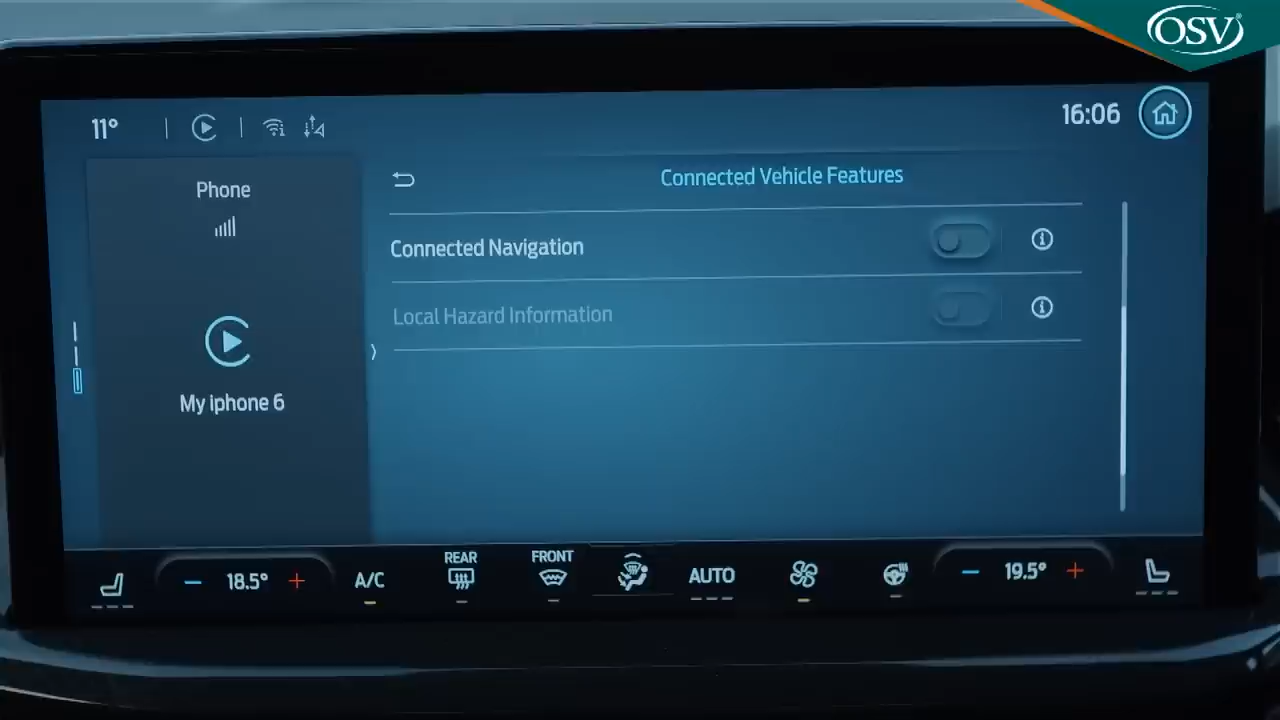 OSV
11°
16:06
Phone
Connected Vehicle Features
Connected Navigation
Local Hazard Information
My iphone 6
18.5°
A/C
REAR
FRONT
AUTO
19.5°